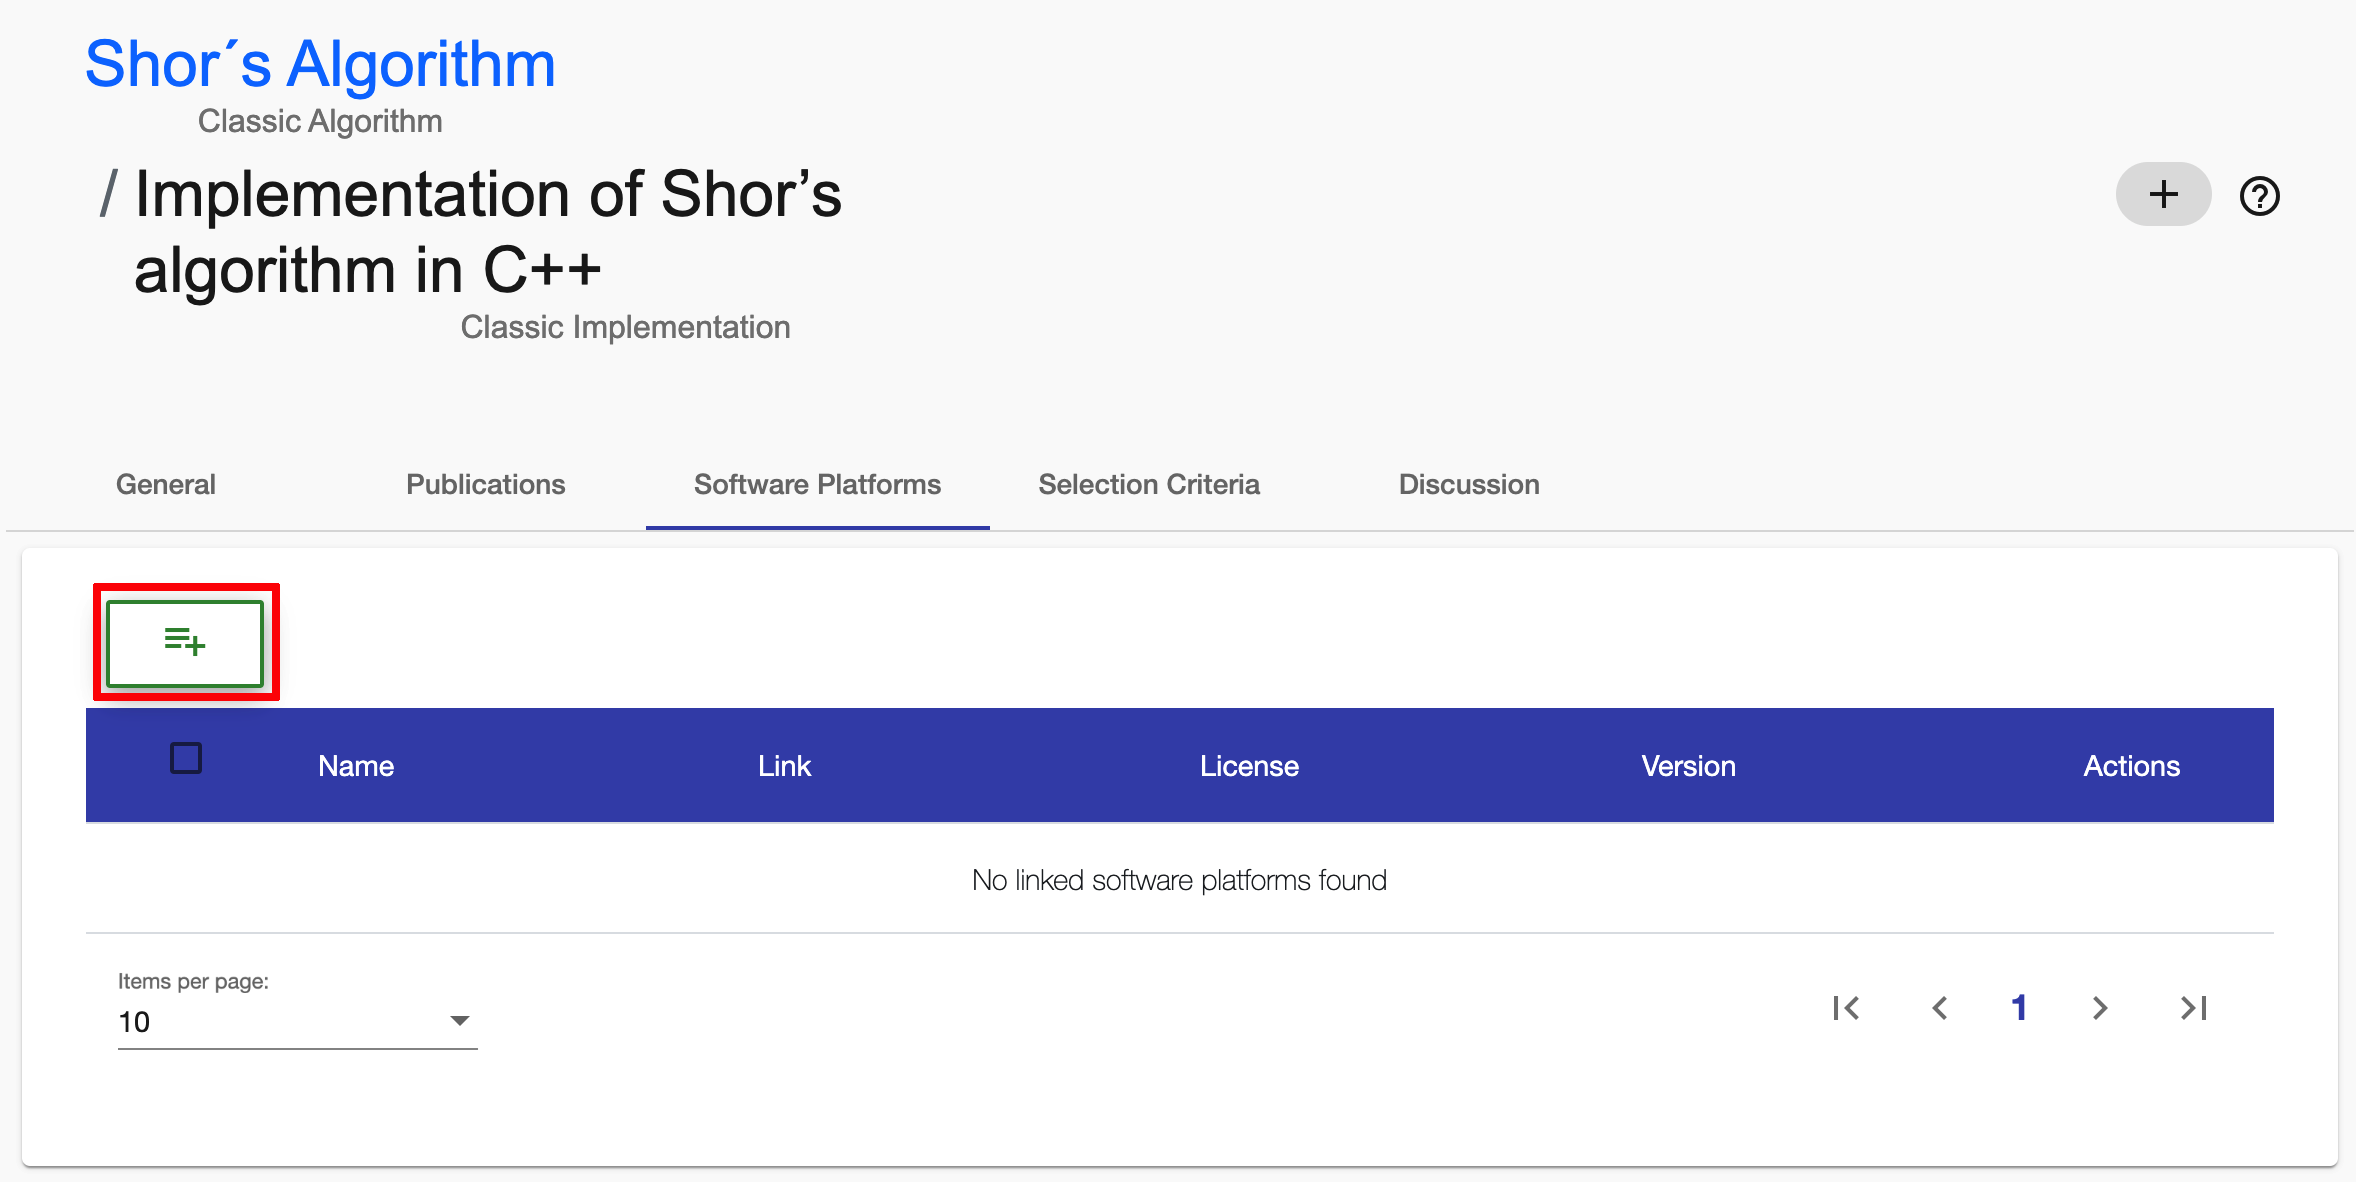 Shor´s Algorithm
Classic Algorithm
/ Implementation of Shor’s
algorithm in C++
Classic Implementation
General Publications Software Platforms Selection Criteria Discussion
Name Link License Version Actions
No linked software platforms found
Items per page:
10
1